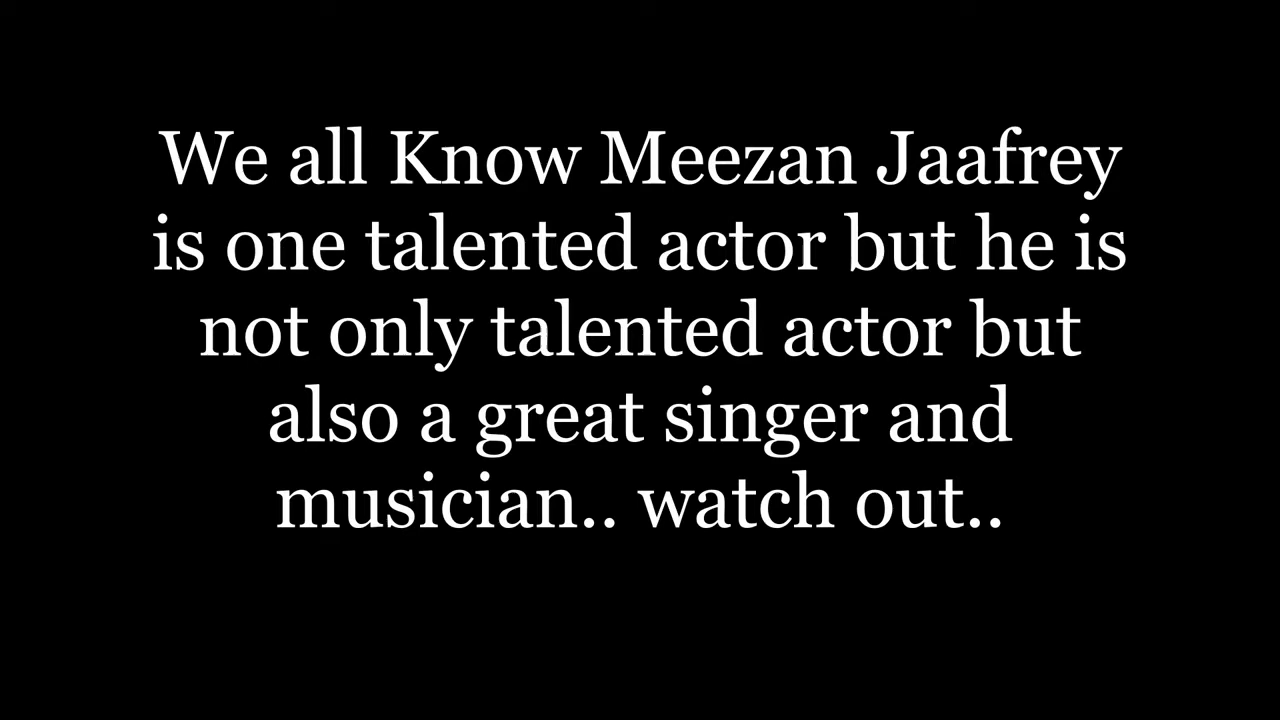 We all Know Meezan Jaafrey
is one talented actor but he is
not only talented actor but
also a great singer and
musician.. watch out..